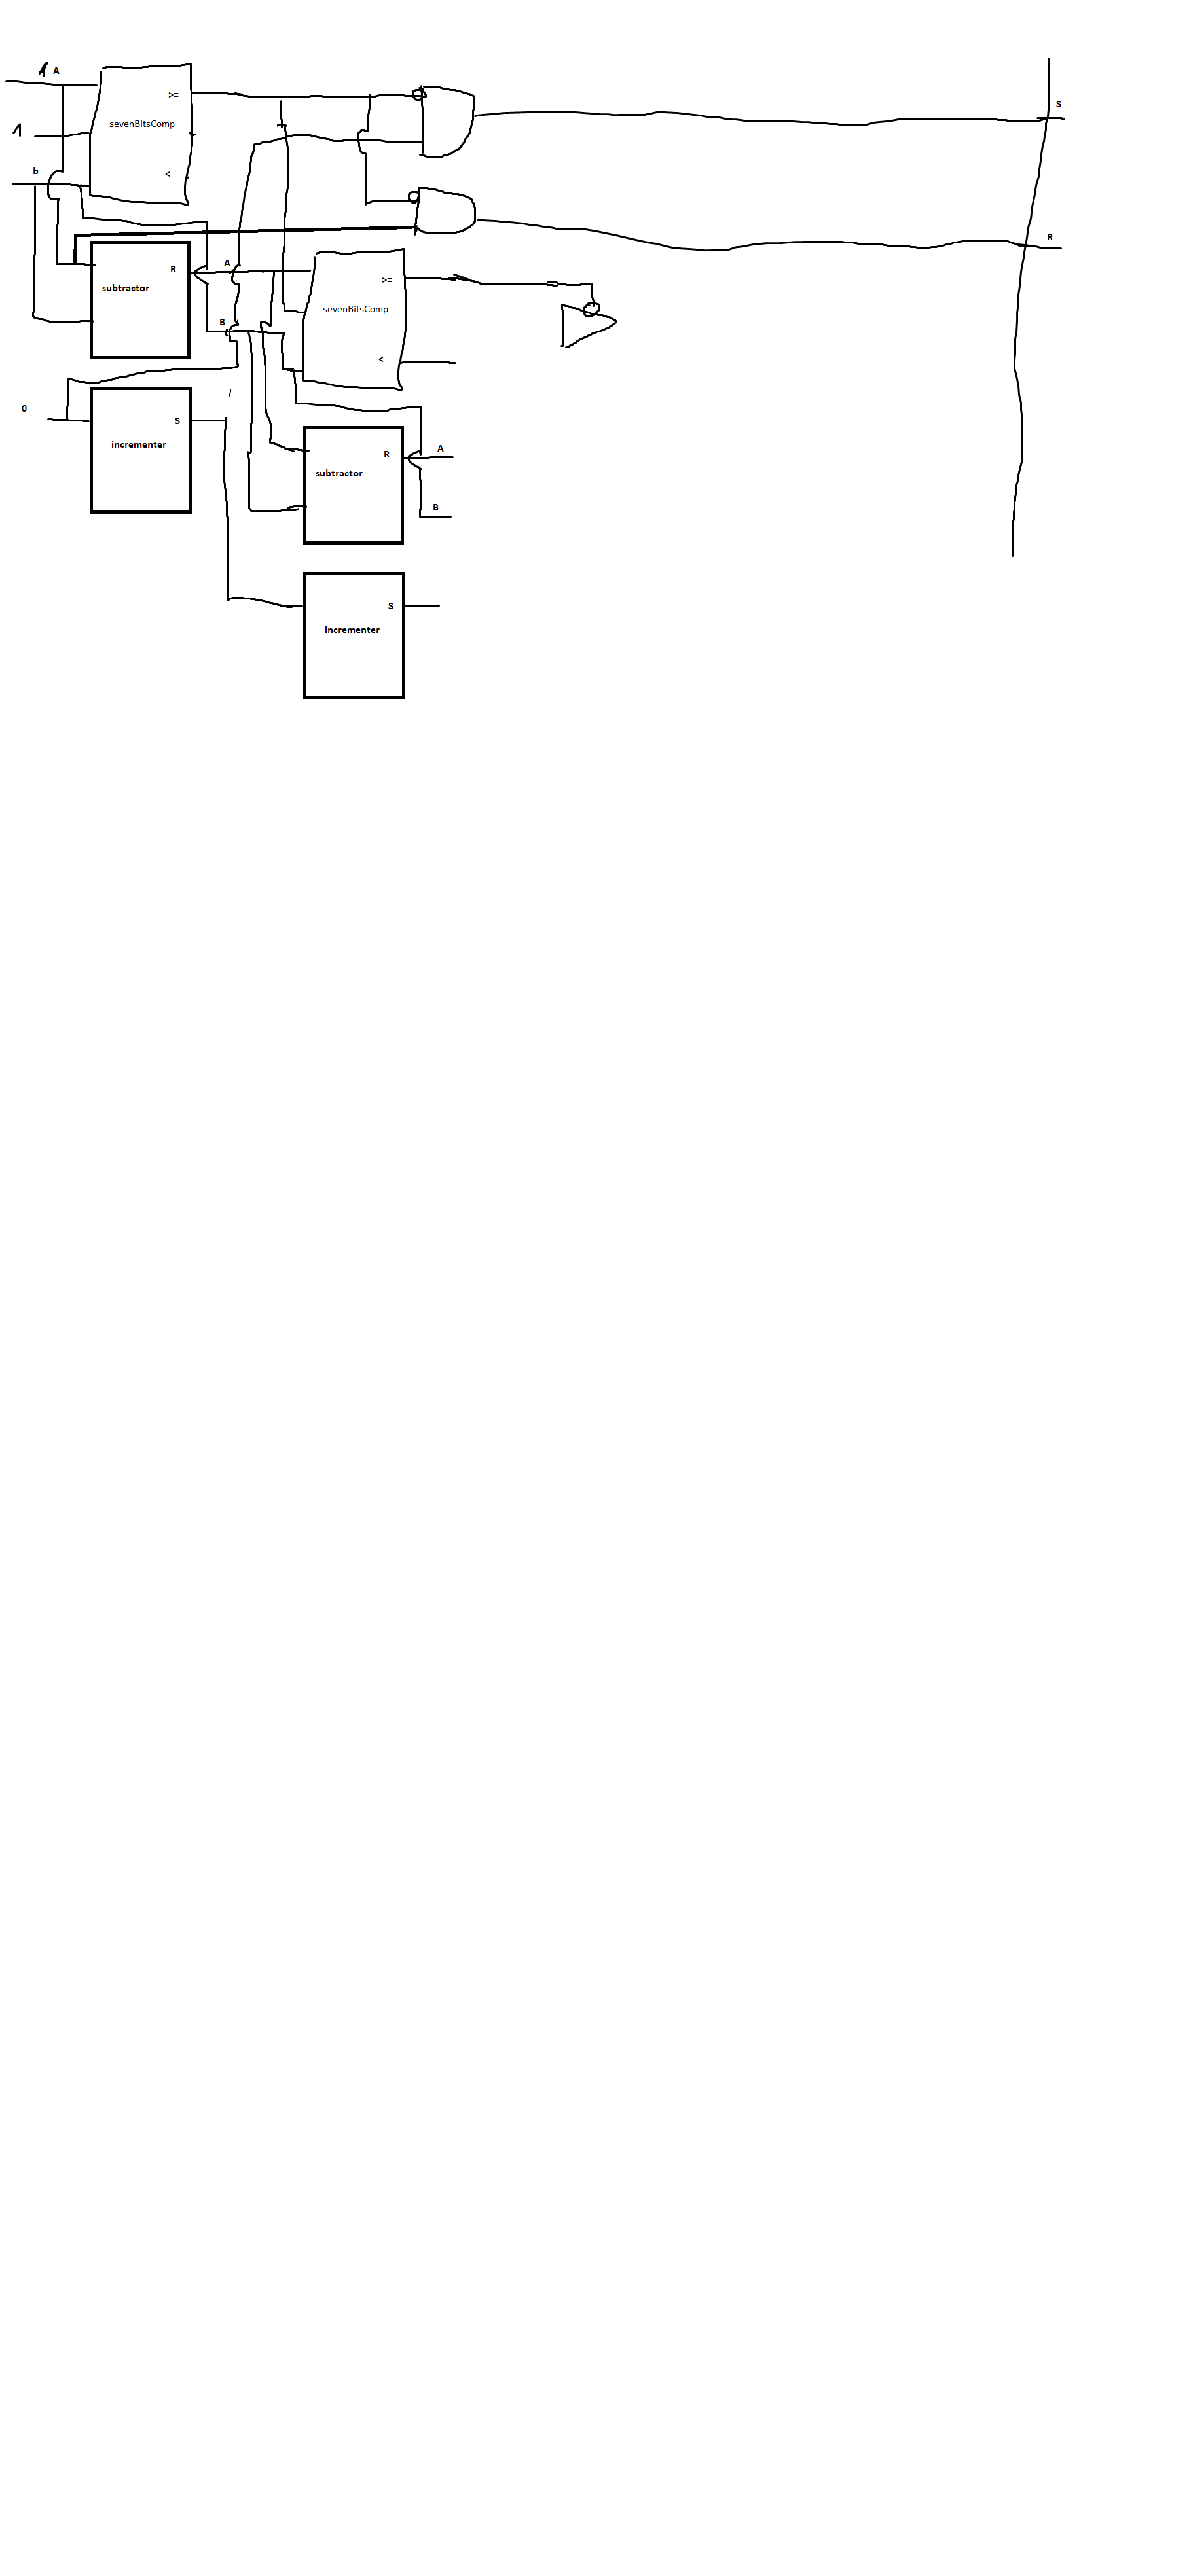 1 A
>=
sevenBitsComp
1
b
<
S
R
R
subtractor
A
B
>=
sevenBitsComp
<
0
S
incrementer
R
subtractor
A
B
S
incrementer